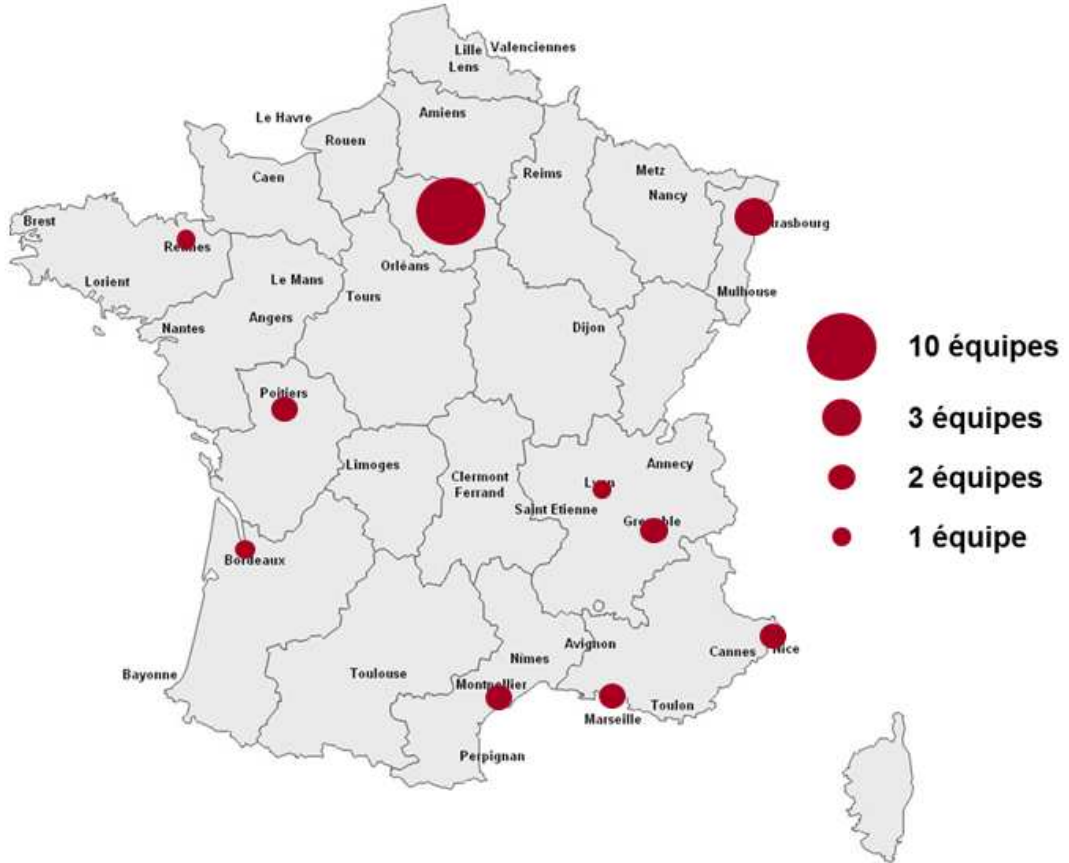 Lille
Valenciennes
Lens
Amiens
Le Havre
Rouen
Caen
Reims
Metz
Nancy
Brest
Rennes
Strasbourg
Orléans
Lorient
Le Mans
Tours
Mulhouse
Nantes
Angers
Dijon
10 équipes
Poitiers
3 équipes
Limoges
Annecy
Clermont
Ferrand
Lyon
2 équipes
Saint Etienne
Grenoble
1 équipe
Bordeaux
Avignon
Cannes
Nice
Nîmes
Bayonne
Toulouse
Montpellier
Toulon
Marseille
Perpignan